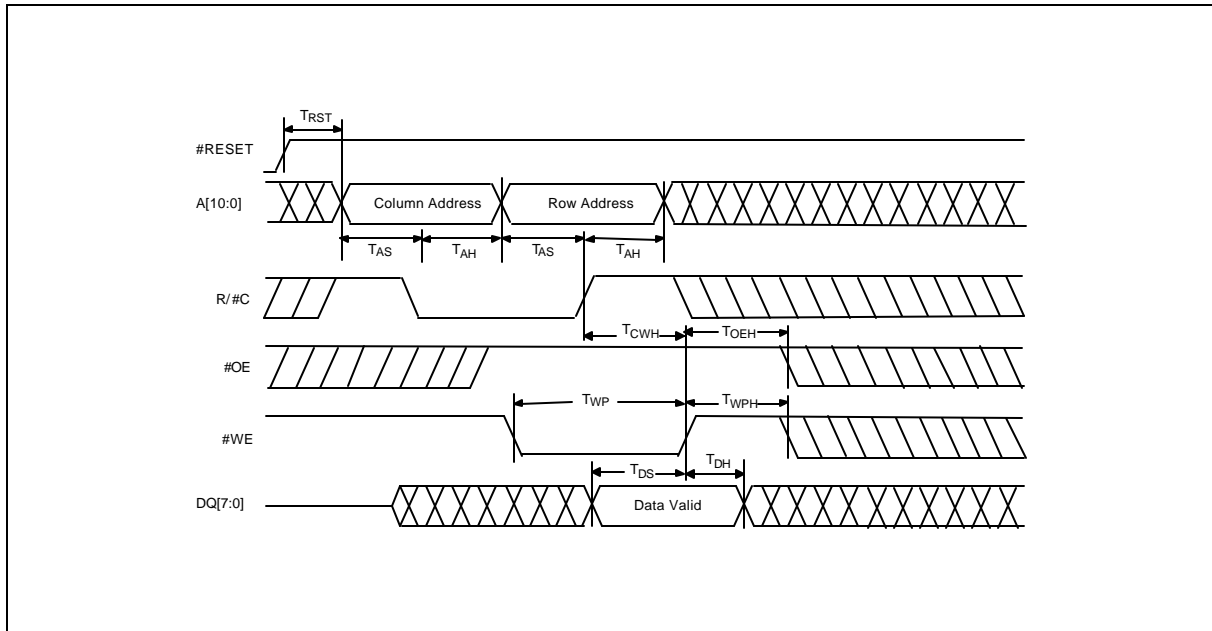 TRST
#RESET
A[10:0]
Column Address
Row Address
TAS
TAH
TAS
TAH
R/#C
TCWH
TOEH
#OE
TWP
TWPH
#WE
TDS
TDH
DQ[7:0]
Data Valid